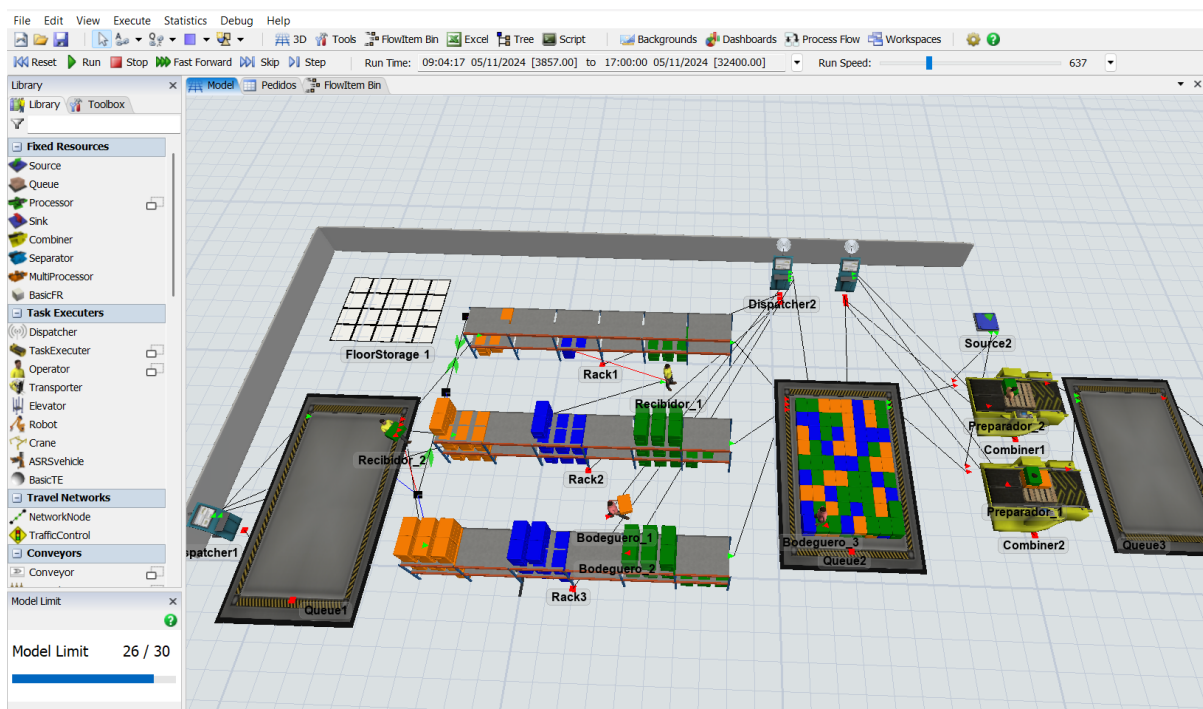 File Edit View Execute Statistics Debug Help
3D Tools FlowItem Bin Excel Tree Script Backgrounds Dashboards Process Flow Workspaces
Reset Run Stop Fast Forward Skip Step Run Time: 09:04:17 05/11/2024 [3857.00] to 17:00:00 05/11/2024 [32400.00] Run Speed: 637
Library
Model Pedidos FlowItem Bin
Library Toolbox
Fixed Resources
Source
Queue
Processor
Sink
Combiner
Separator
MultiProcessor
BasicFR
Task Executers
Dispatcher
TaskExecuter
Operator
Transporter
Elevator
Robot
Crane
ASRSvehicle
BasicTE
Travel Networks
NetworkNode
TrafficControl
Conveyors
Conveyor
Model Limit
Model Limit 26 / 30
Dispatcher2
Source2
FloorStorage 1
Rack1
Recibidor_1
Preparador_2
Combiner1
Recibidor_2
Rack2
Preparador_1
Bodeguero_1
Bodeguero_3
Combiner2
Queue3
spatcher1
Queue2
Bodeguero_2
Rack3
Queue1